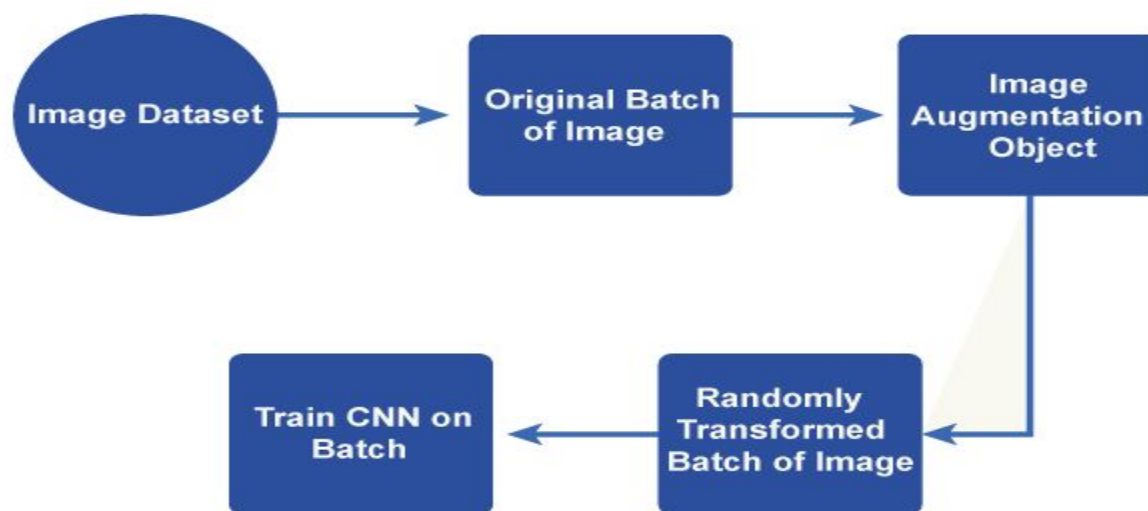 Image Dataset
Original Batch
of Image
Image
Augmentation
Object
Randomly
Transformed
Batch of Image
Train CNN on
Batch